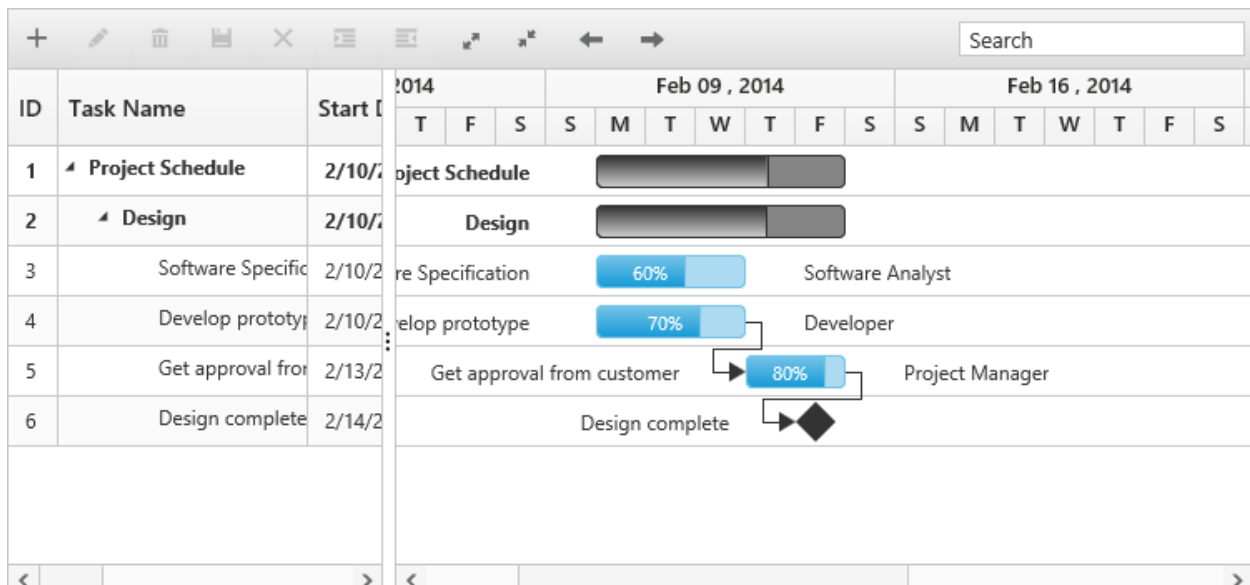 Search
ID Task Name Start D
2014 Feb 09 , 2014 Feb 16 , 2014
T F S S M T W T F S S M T W T F S
1 Project Schedule 2/10/2 oject Schedule
2 Design 2/10/2 Design
3 Software Specific 2/10/2 re Specification 60% Software Analyst
4 Develop prototyp 2/10/2 velop prototype 70% Developer
5 Get approval from 2/13/2 Get approval from customer 80% Project Manager
6 Design complete 2/14/2 Design complete